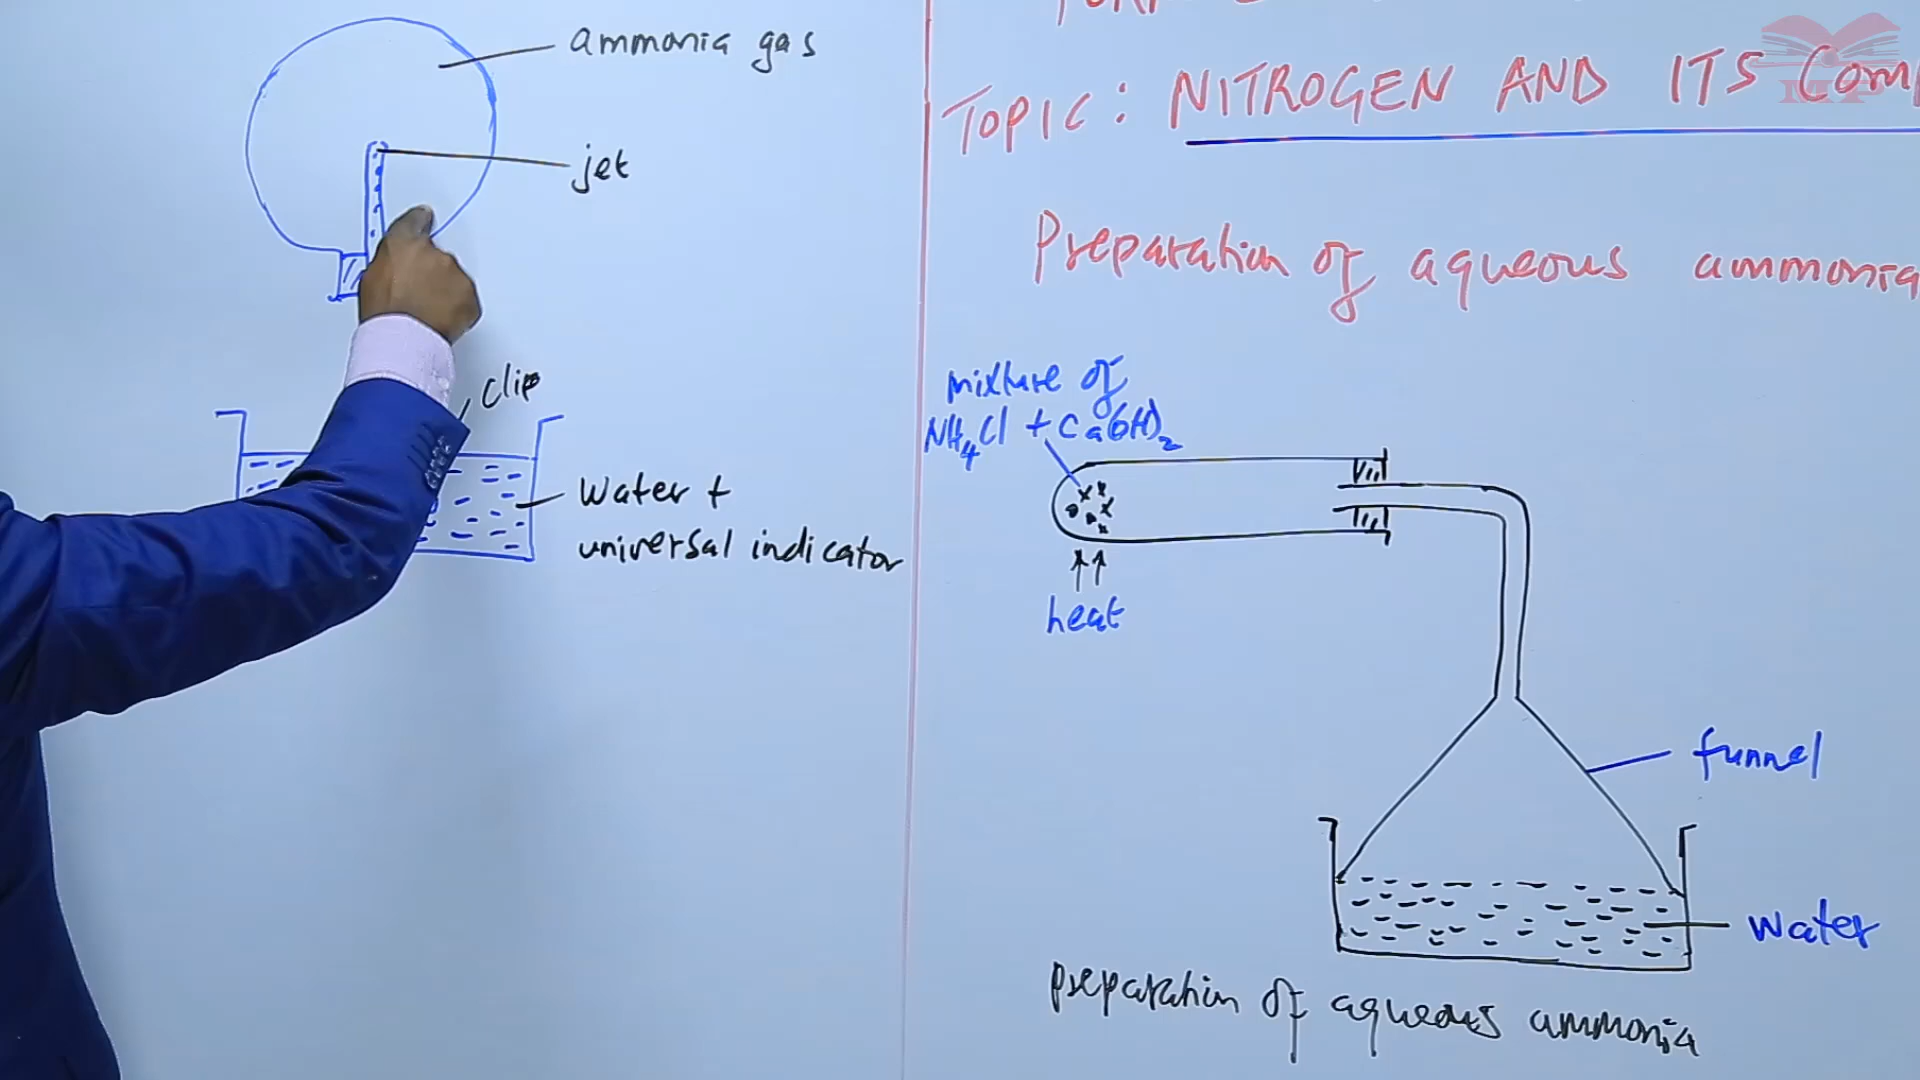 ammonia gas
jet
clip
Water +
universal indicator
TOPIC: NITROGEN AND ITS
Preparation of aqueous ammonia
mixture of
NH₄Cl + Ca(OH)₂
heat
funnel
water
preparation of aqueous ammonia
MP